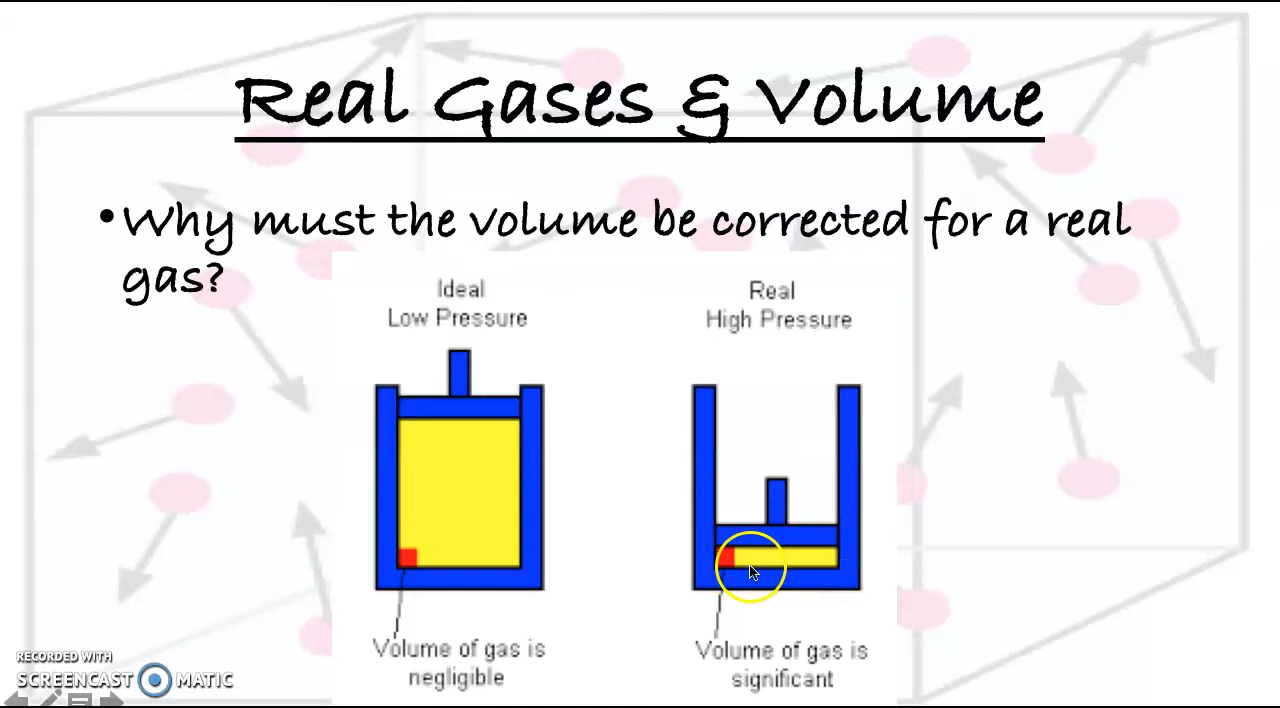 Real Gases & Volume
•Why must the volume be corrected for a real
gas?
Ideal
Low Pressure
Real
High Pressure
Volume of gas is
negligible
Volume of gas is
significant
RECORDED WITH
SCREENCAST MATIC